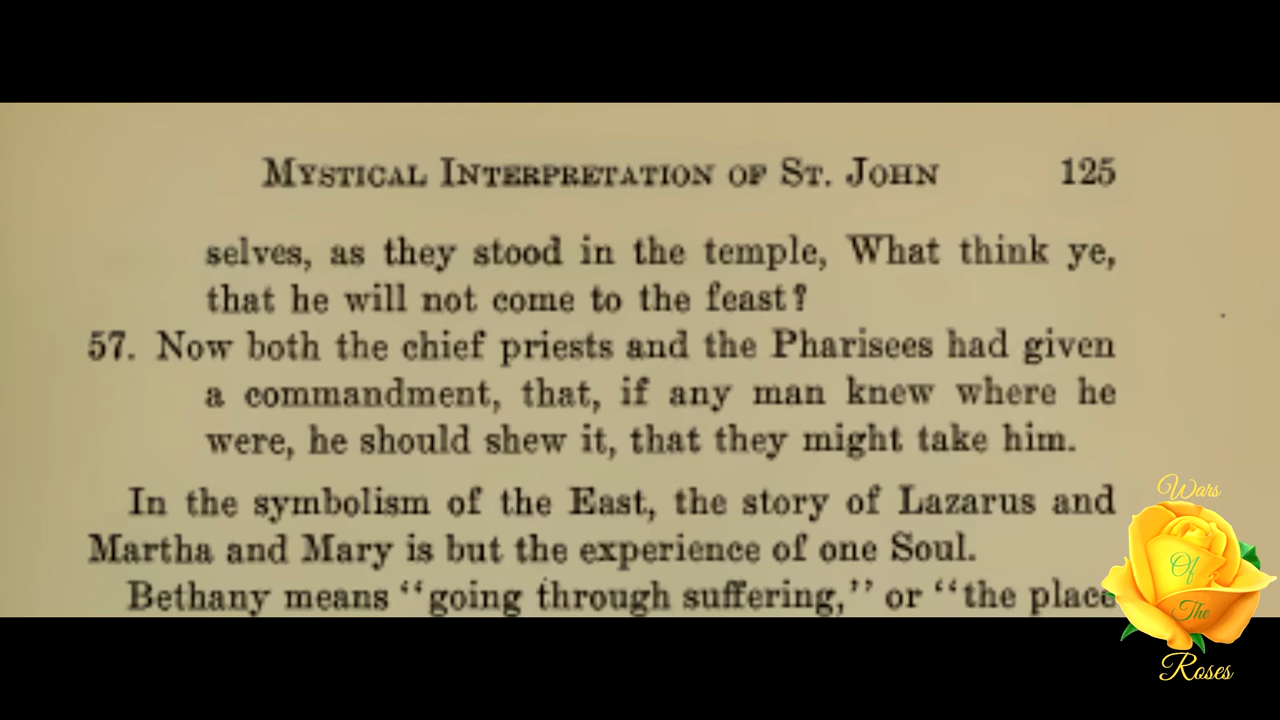 MYSTICAL INTERPRETATION OF ST. JOHN 125
selves, as they stood in the temple, What think ye,
that he will not come to the feast?
57. Now both the chief priests and the Pharisees had given
a commandment, that, if any man knew where he
were, he should shew it, that they might take him.
In the symbolism of the East, the story of Lazarus and
Martha and Mary is but the experience of one Soul.
Bethany means “going through suffering,” or “the place
Wars
Of
The
Roses